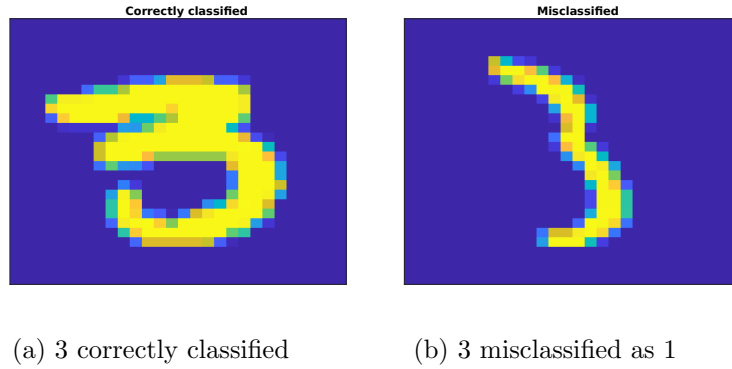 Correctly classified
Misclassified
(a) 3 correctly classified
(b) 3 misclassified as 1